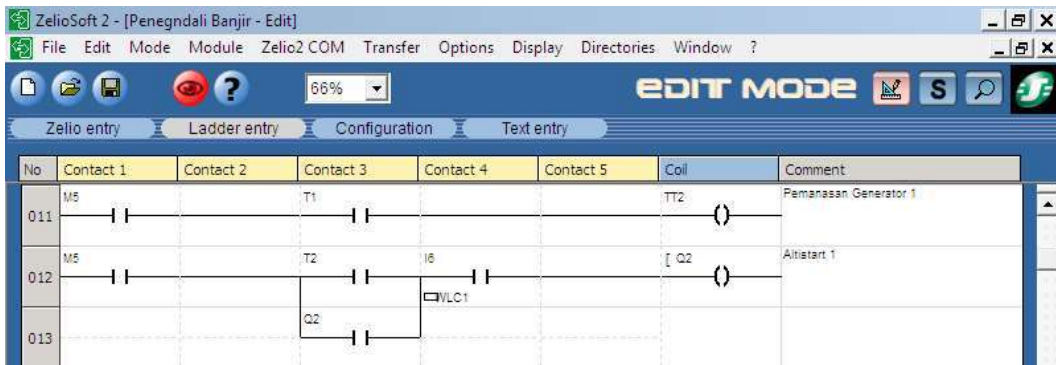 ZelioSoft 2 - [Penegndali Banjir - Edit]
File Edit Mode Module Zelio2 COM Transfer Options Display Directories Window ?
66%
EDIT MODE
S
Zelio entry Ladder entry Configuration Text entry
No Contact 1 Contact 2 Contact 3 Contact 4 Contact 5 Coil Comment
011 M5 T1 TT2 Pemanasan Generator 1
012 M5 T2 I6 [ Q2 Altistart 1
WLC1
013 Q2